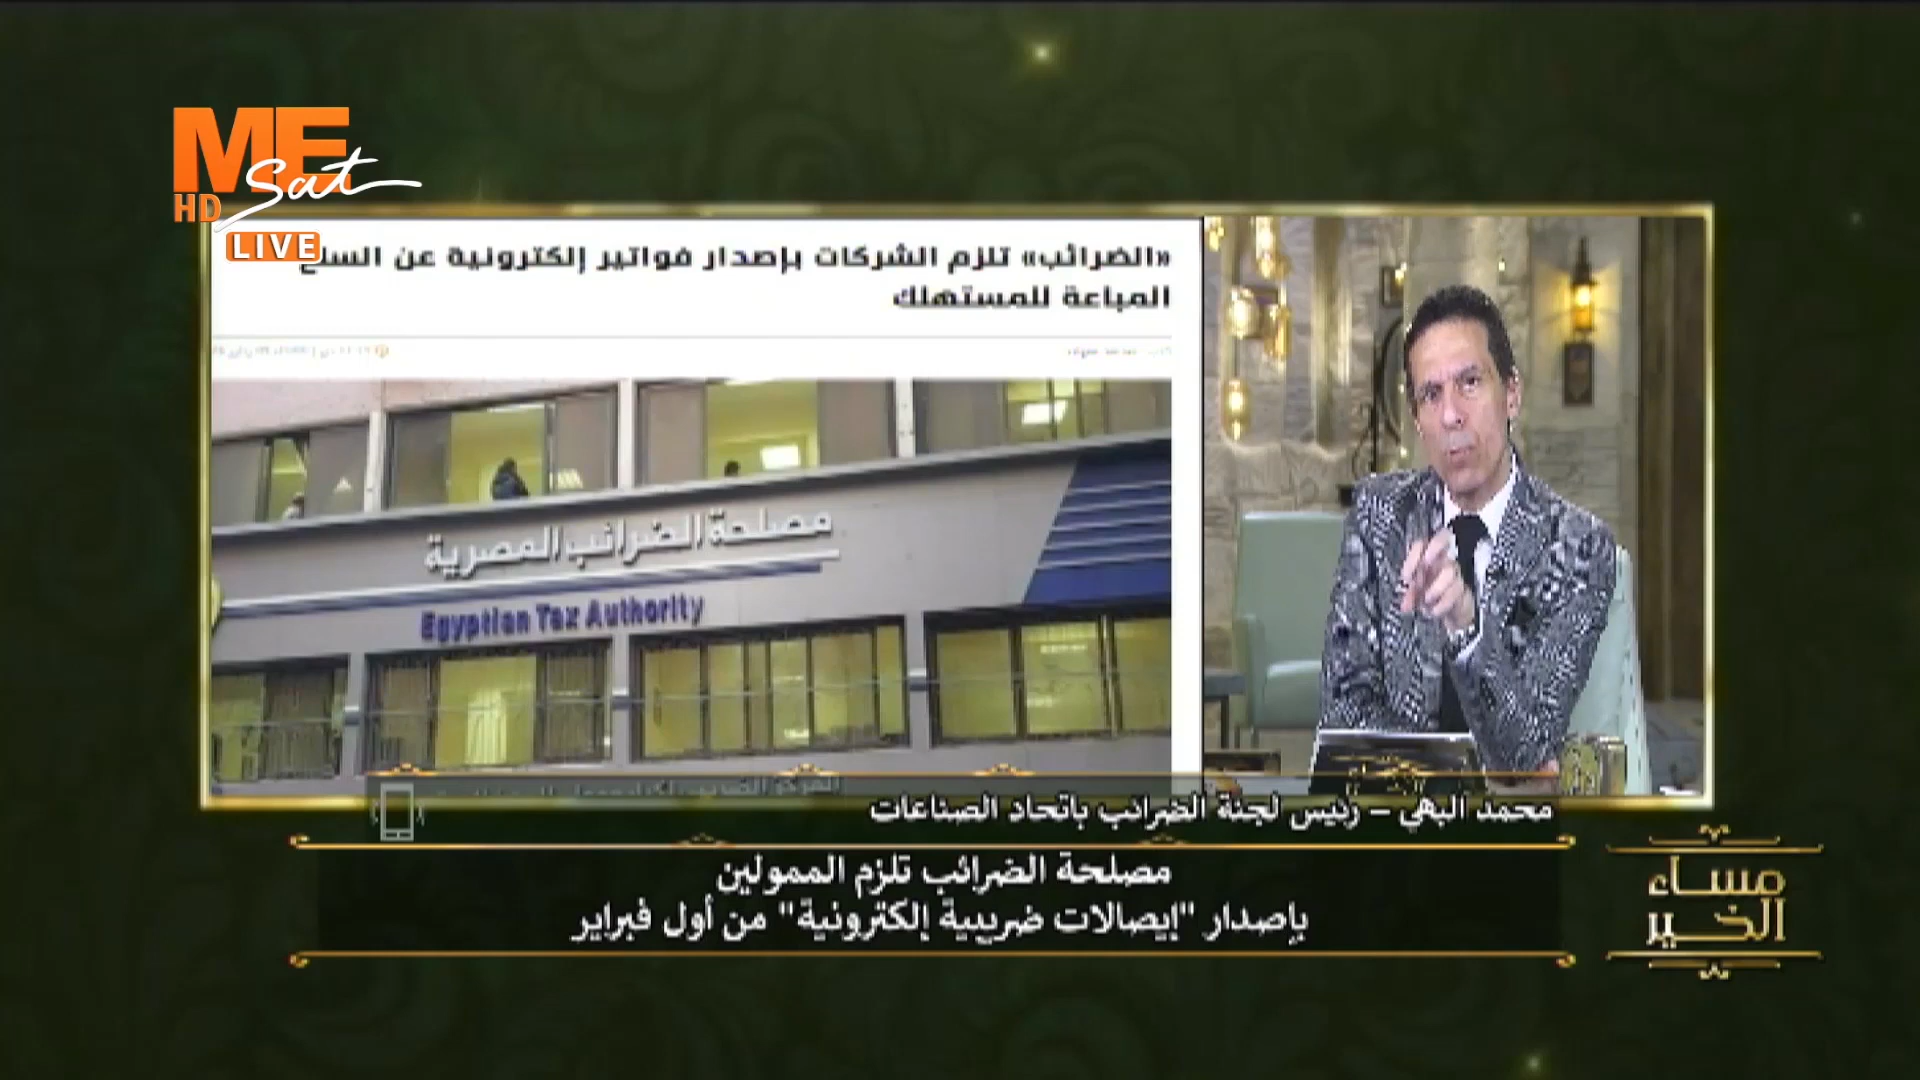 ME
Sat
HD
LIVE
«الضرائب» تلزم الشركات بإصدار فواتير إلكترونية عن السلع
المباعة للمستهلك
مصلحة الضرائب المصرية
Egyptian Tax Authority
محمد البهي – رئيس لجنة الضرائب باتحاد الصناعات
مصلحة الضرائب تلزم الممولين
بإصدار "إيصالات ضريبية إلكترونية" من أول فبراير
مساء
الخير